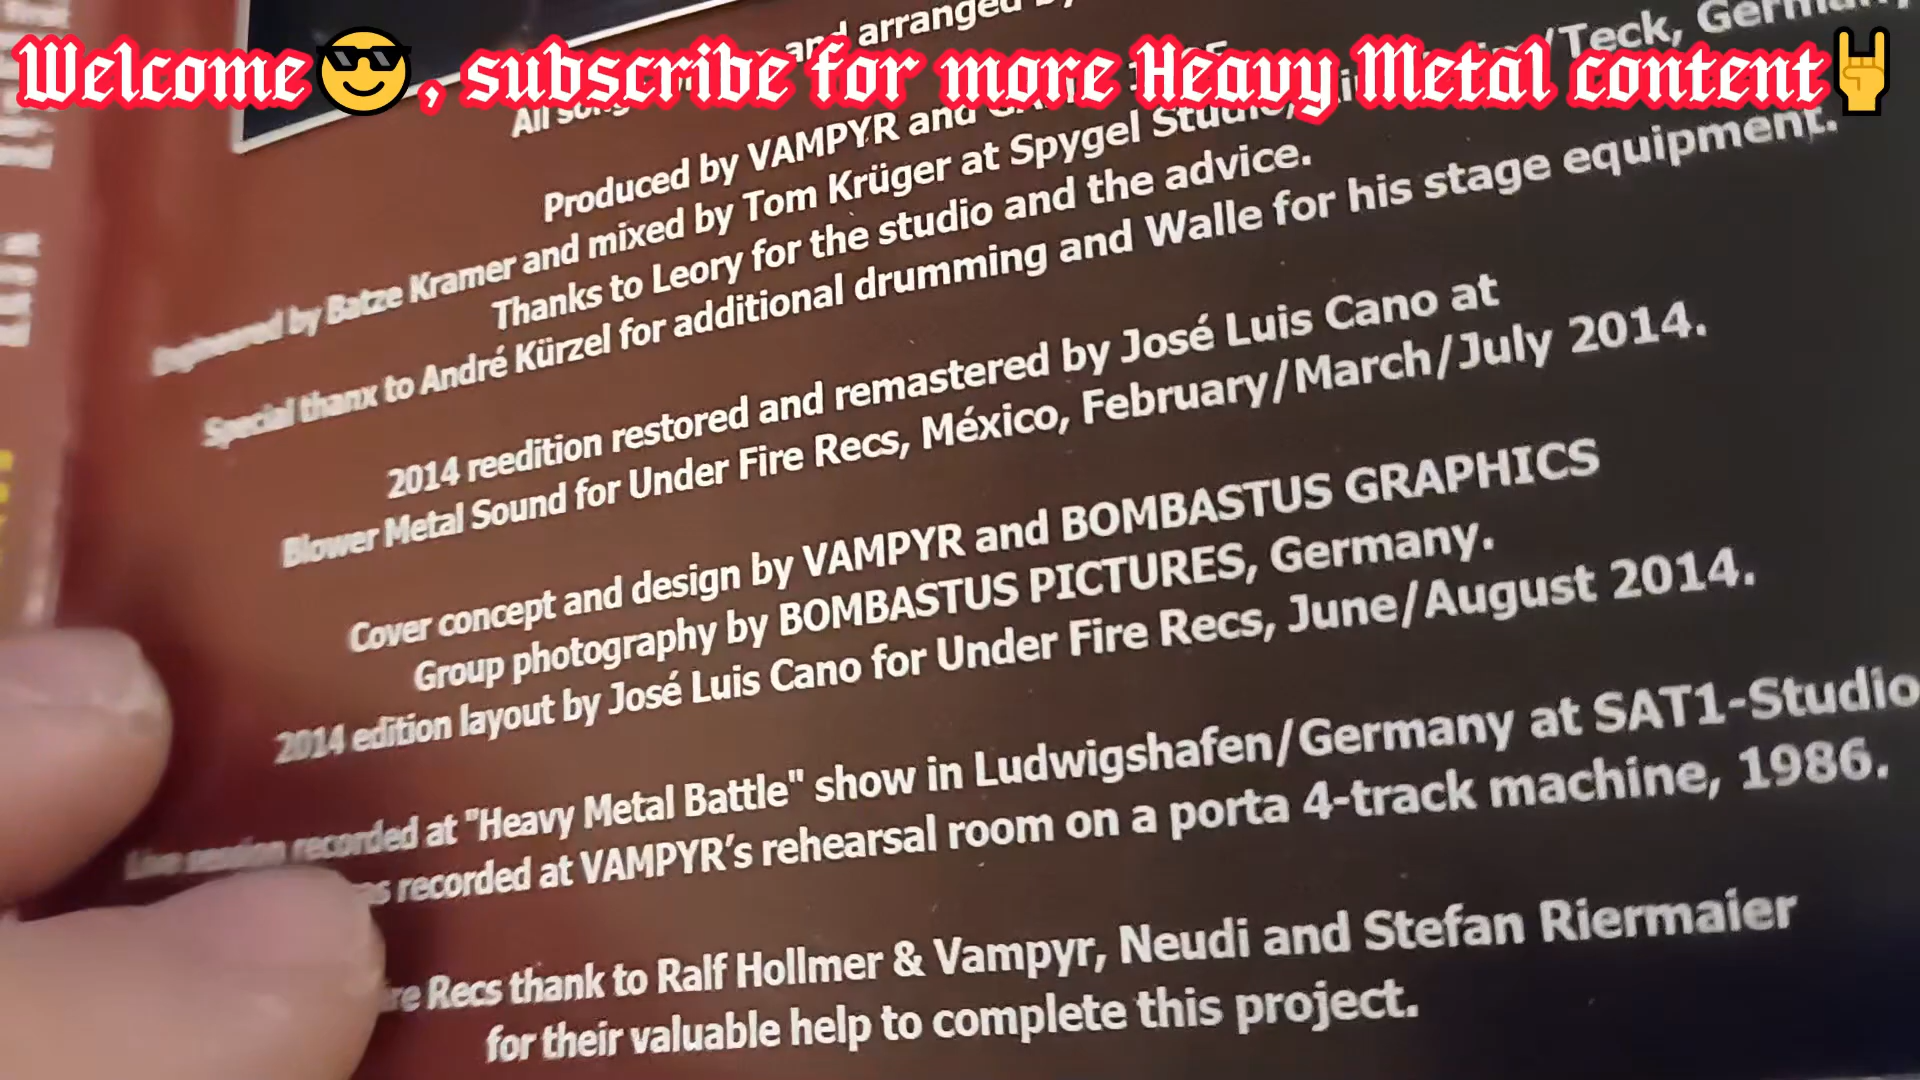 Welcome😎, subscribe for more Heavy Metal content🤘
and arranged
All
Teck, Germany
Produced by VAMPYR and
Engineered by Batze Kramer and mixed by Tom Krüger at Spygel Studio,
Thanks to Leory for the studio and the advice.
Special thanx to André Kürzel for additional drumming and Walle for his stage equipment.
2014 reedition restored and remastered by José Luis Cano at
Blower Metal Sound for Under Fire Recs, México, February/March/July 2014.
Cover concept and design by VAMPYR and BOMBASTUS GRAPHICS
Group photography by BOMBASTUS PICTURES, Germany.
2014 edition layout by José Luis Cano for Under Fire Recs, June/August 2014.
Live session recorded at "Heavy Metal Battle" show in Ludwigshafen/Germany at SAT1-Studio
recorded at VAMPYR’s rehearsal room on a porta 4-track machine, 1986.
Recs thank to Ralf Hollmer & Vampyr, Neudi and Stefan Riermaier
for their valuable help to complete this project.